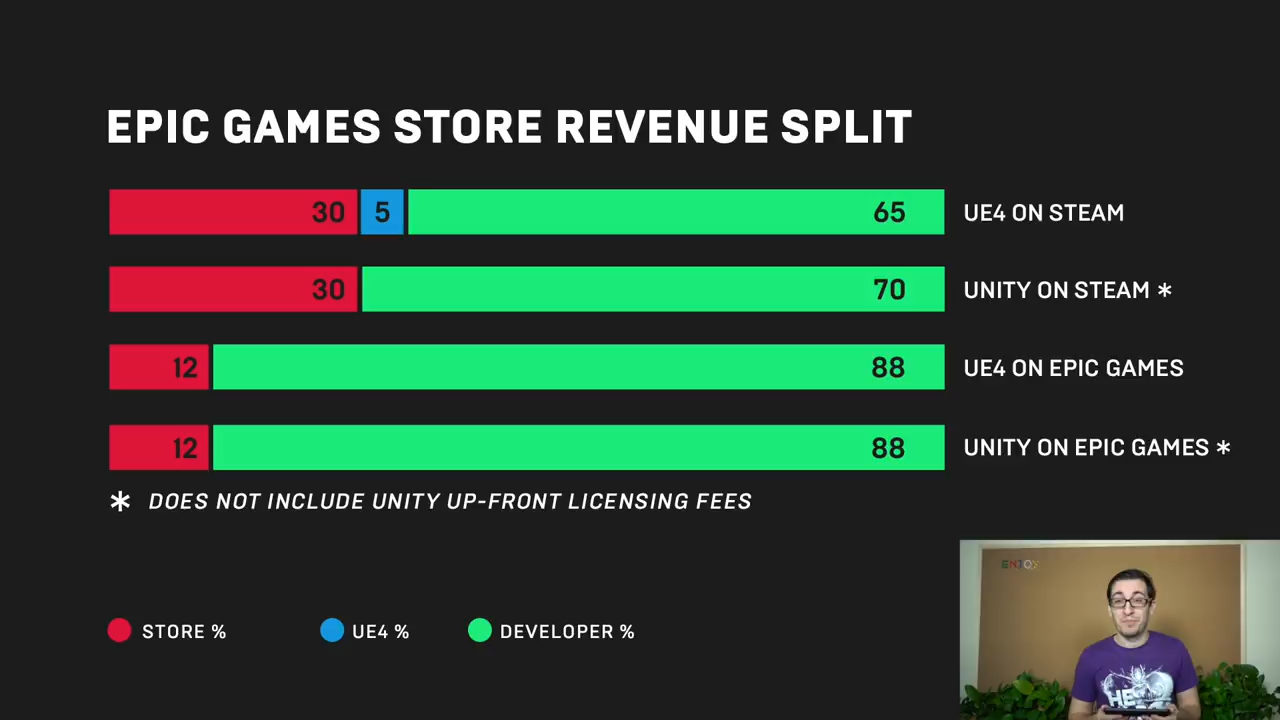 EPIC GAMES STORE REVENUE SPLIT
30 5 65 UE4 ON STEAM
30 70 UNITY ON STEAM *
12 88 UE4 ON EPIC GAMES
12 88 UNITY ON EPIC GAMES *
* DOES NOT INCLUDE UNITY UP-FRONT LICENSING FEES
ENJOY
STORE % UE4 % DEVELOPER %